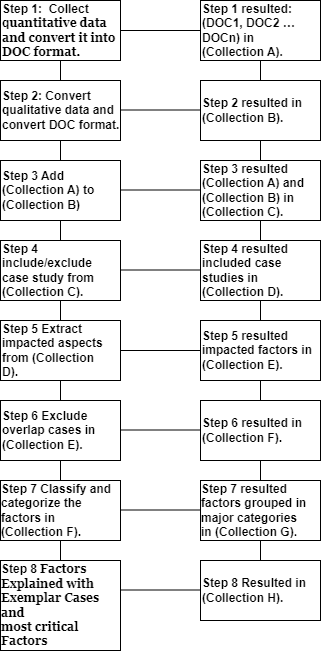 Step 1:  Collect
quantitative data
and convert it into
DOC format.
Step 1 resulted:
(DOC1, DOC2 ...
DOCn) in
(Collection A).
Step 2: Convert
qualitative data and
convert DOC format.
Step 2 resulted in
(Collection B).
Step 3 Add
(Collection A) to
(Collection B)
Step 3 resulted
(Collection A) and
(Collection B) in
(Collection C).
Step 4
include/exclude
case study from
(Collection C).
Step 4 resulted
included case
studies in
(Collection D).
Step 5 Extract
impacted aspects
from (Collection
D).
Step 5 resulted
impacted factors in
(Collection E).
Step 6 Exclude
overlap cases in
(Collection E).
Step 6 resulted in
(Collection F).
Step 7 Classify and
categorize the
factors in
(Collection F).
Step 7 resulted
factors grouped in
major categories
in (Collection G).
Step 8 Factors
Explained with
Exemplar Cases
and
most critical
Factors
Step 8 Resulted in
(Collection H).